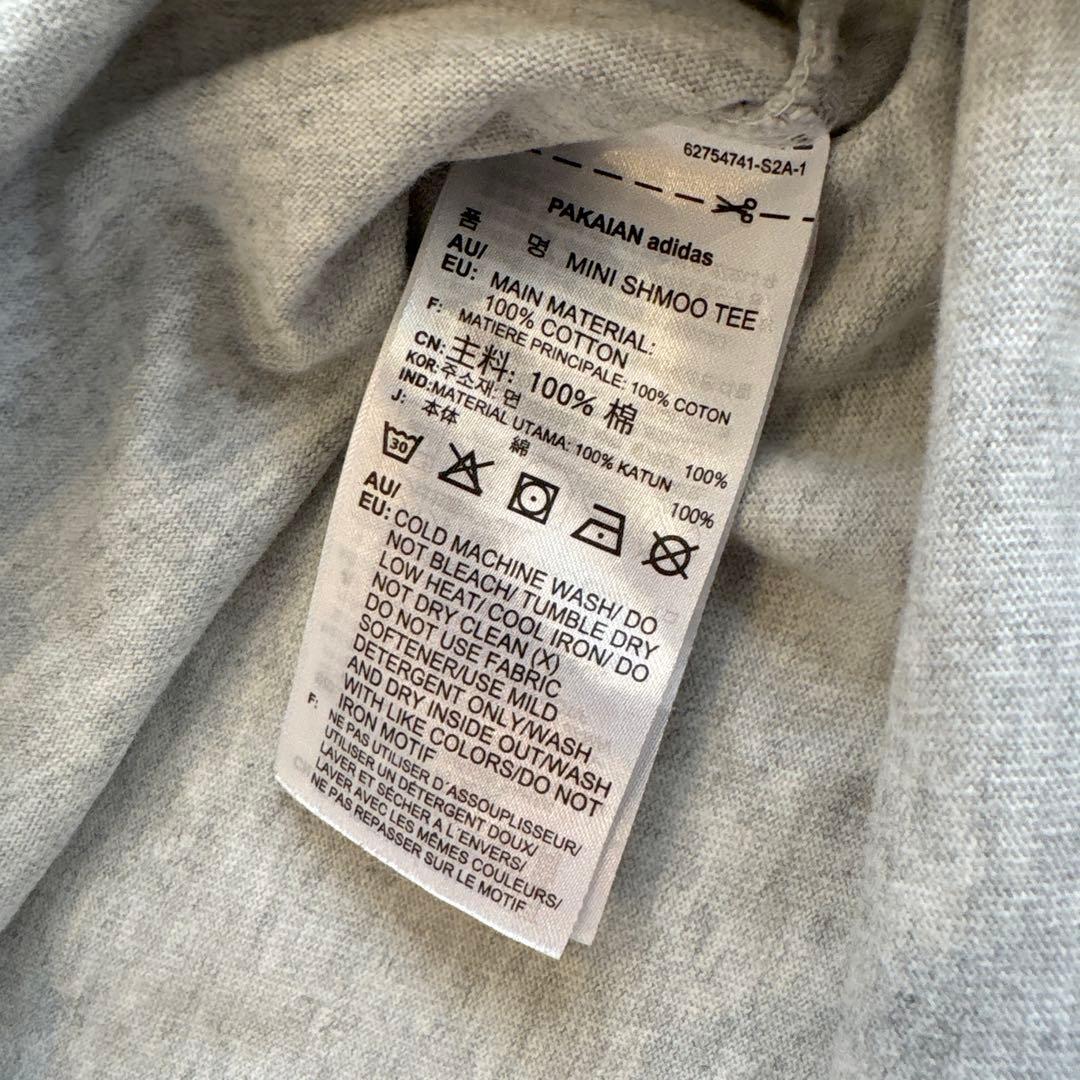 62754741-S2A-1
PAKAIAN adidas
품 명 MINI SHMOO TEE
AU/
EU: MAIN MATERIAL:
100% COTTON
F: MATIERE PRINCIPALE: 100% COTON
CN: 主料: 100% 棉
KOR: 주소재: 면 100%
IND:MATERIAL UTAMA: 100% KATUN
J: 本体 綿 100%
30
AU/
EU: COLD MACHINE WASH/ DO
NOT BLEACH/ TUMBLE DRY
LOW HEAT/ COOL IRON/ DO
NOT DRY CLEAN (X)
DO NOT USE FABRIC
SOFTENER/USE MILD
DETERGENT ONLY/WASH
AND DRY INSIDE OUT/WASH
WITH LIKE COLORS/DO NOT
IRON MOTIF
F: NE PAS UTILISER D'ASSOUPLISSEUR/
UTILISER UN DÉTERGENT DOUX/
LAVER ET SÉCHER A L´ENVERS/
LAVER AVEC LES MÊMES COULEURS/
NE PAS REPASSER SUR LE MOTIF